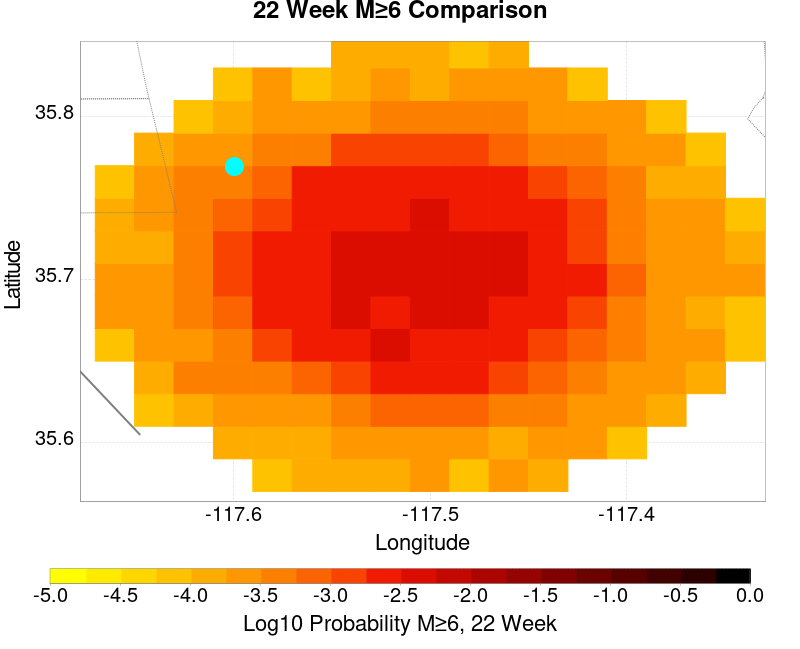 22 Week M≥6 Comparison
35.8
35.7
35.6
Latitude
-117.6 -117.5 -117.4
Longitude
-5.0 -4.5 -4.0 -3.5 -3.0 -2.5 -2.0 -1.5 -1.0 -0.5 0.0
Log10 Probability M≥6, 22 Week